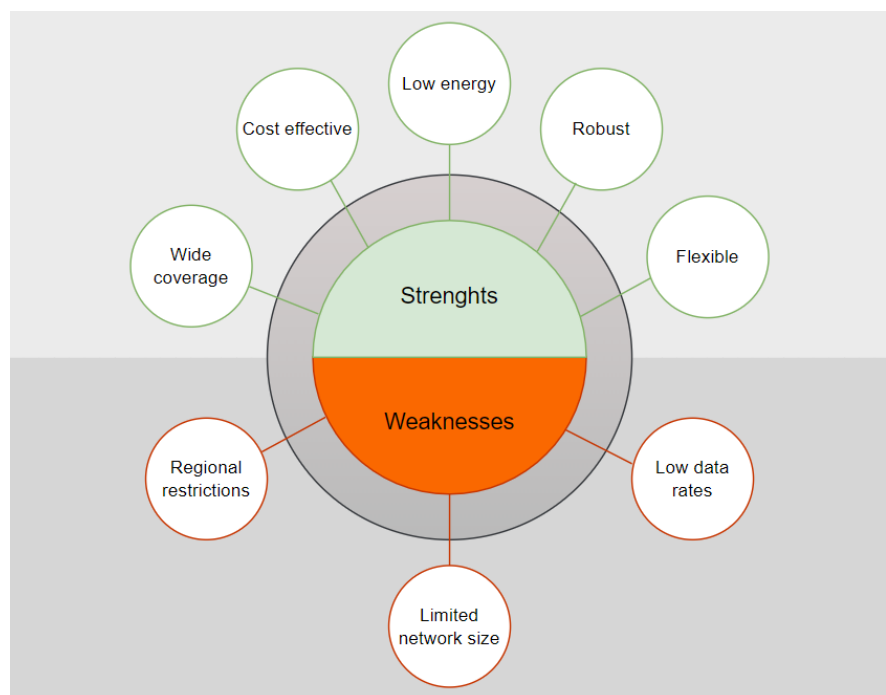 Low energy
Cost effective
Robust
Wide
coverage
Flexible
Strenghts
Weaknesses
Regional
restrictions
Low data
rates
Limited
network size